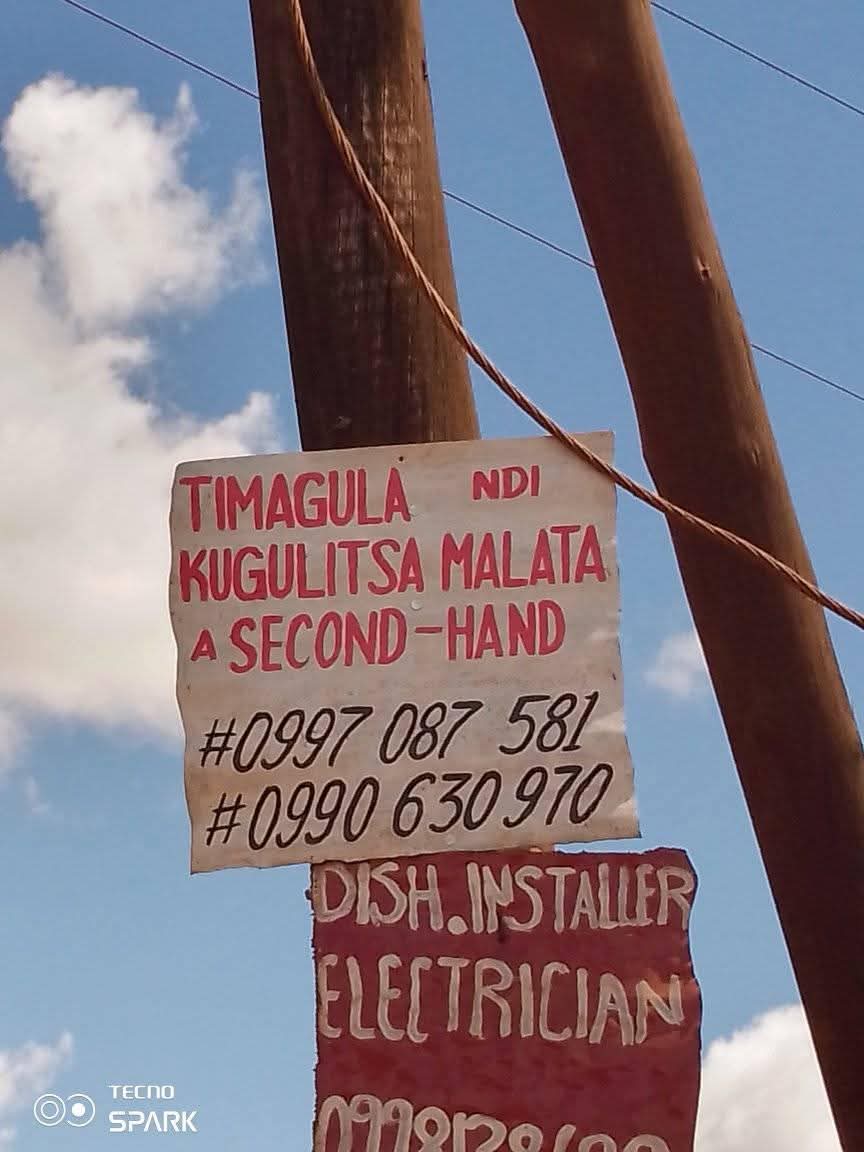 TIMAGULA NDI
KUGULITSA MALATA
A SECOND-HAND
#0997 087 581
#0990 630 970
DISH.INSTALLER
ELECTRICIAN
TECNO
SPARK